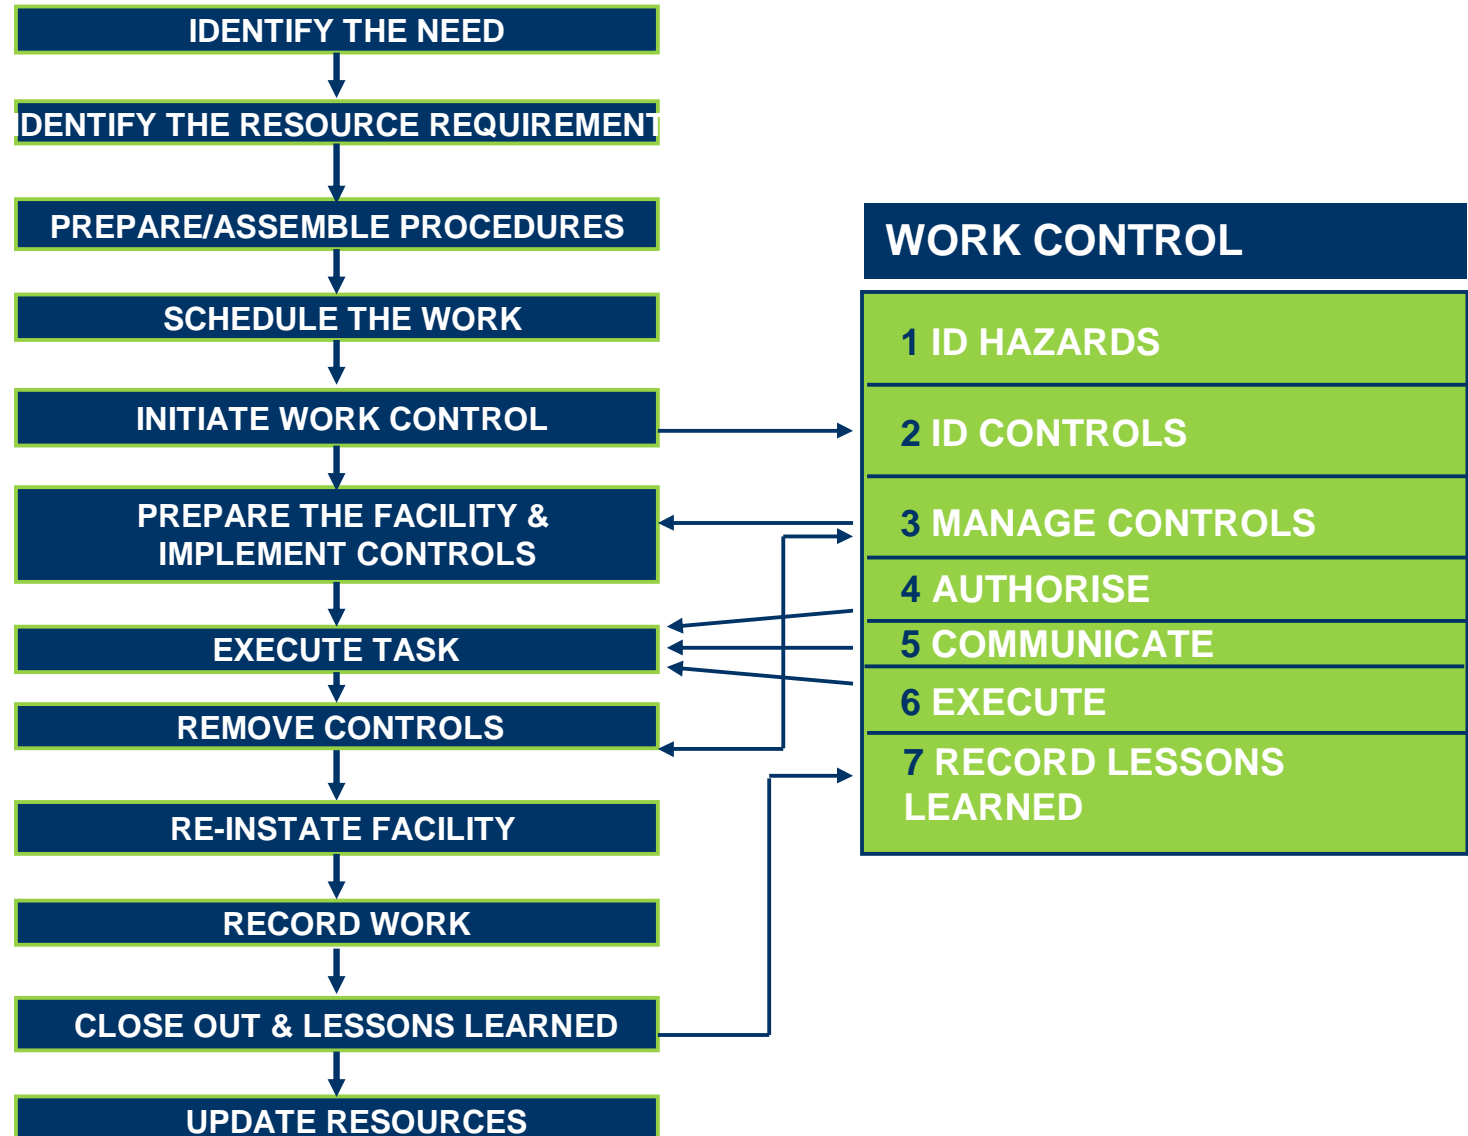 IDENTIFY THE NEED
IDENTIFY THE RESOURCE REQUIREMENT
PREPARE/ASSEMBLE PROCEDURES
SCHEDULE THE WORK
INITIATE WORK CONTROL
PREPARE THE FACILITY &
IMPLEMENT CONTROLS
EXECUTE TASK
REMOVE CONTROLS
RE-INSTATE FACILITY
RECORD WORK
CLOSE OUT & LESSONS LEARNED
UPDATE RESOURCES
WORK CONTROL
1 ID HAZARDS
2 ID CONTROLS
3 MANAGE CONTROLS
4 AUTHORISE
5 COMMUNICATE
6 EXECUTE
7 RECORD LESSONS
LEARNED